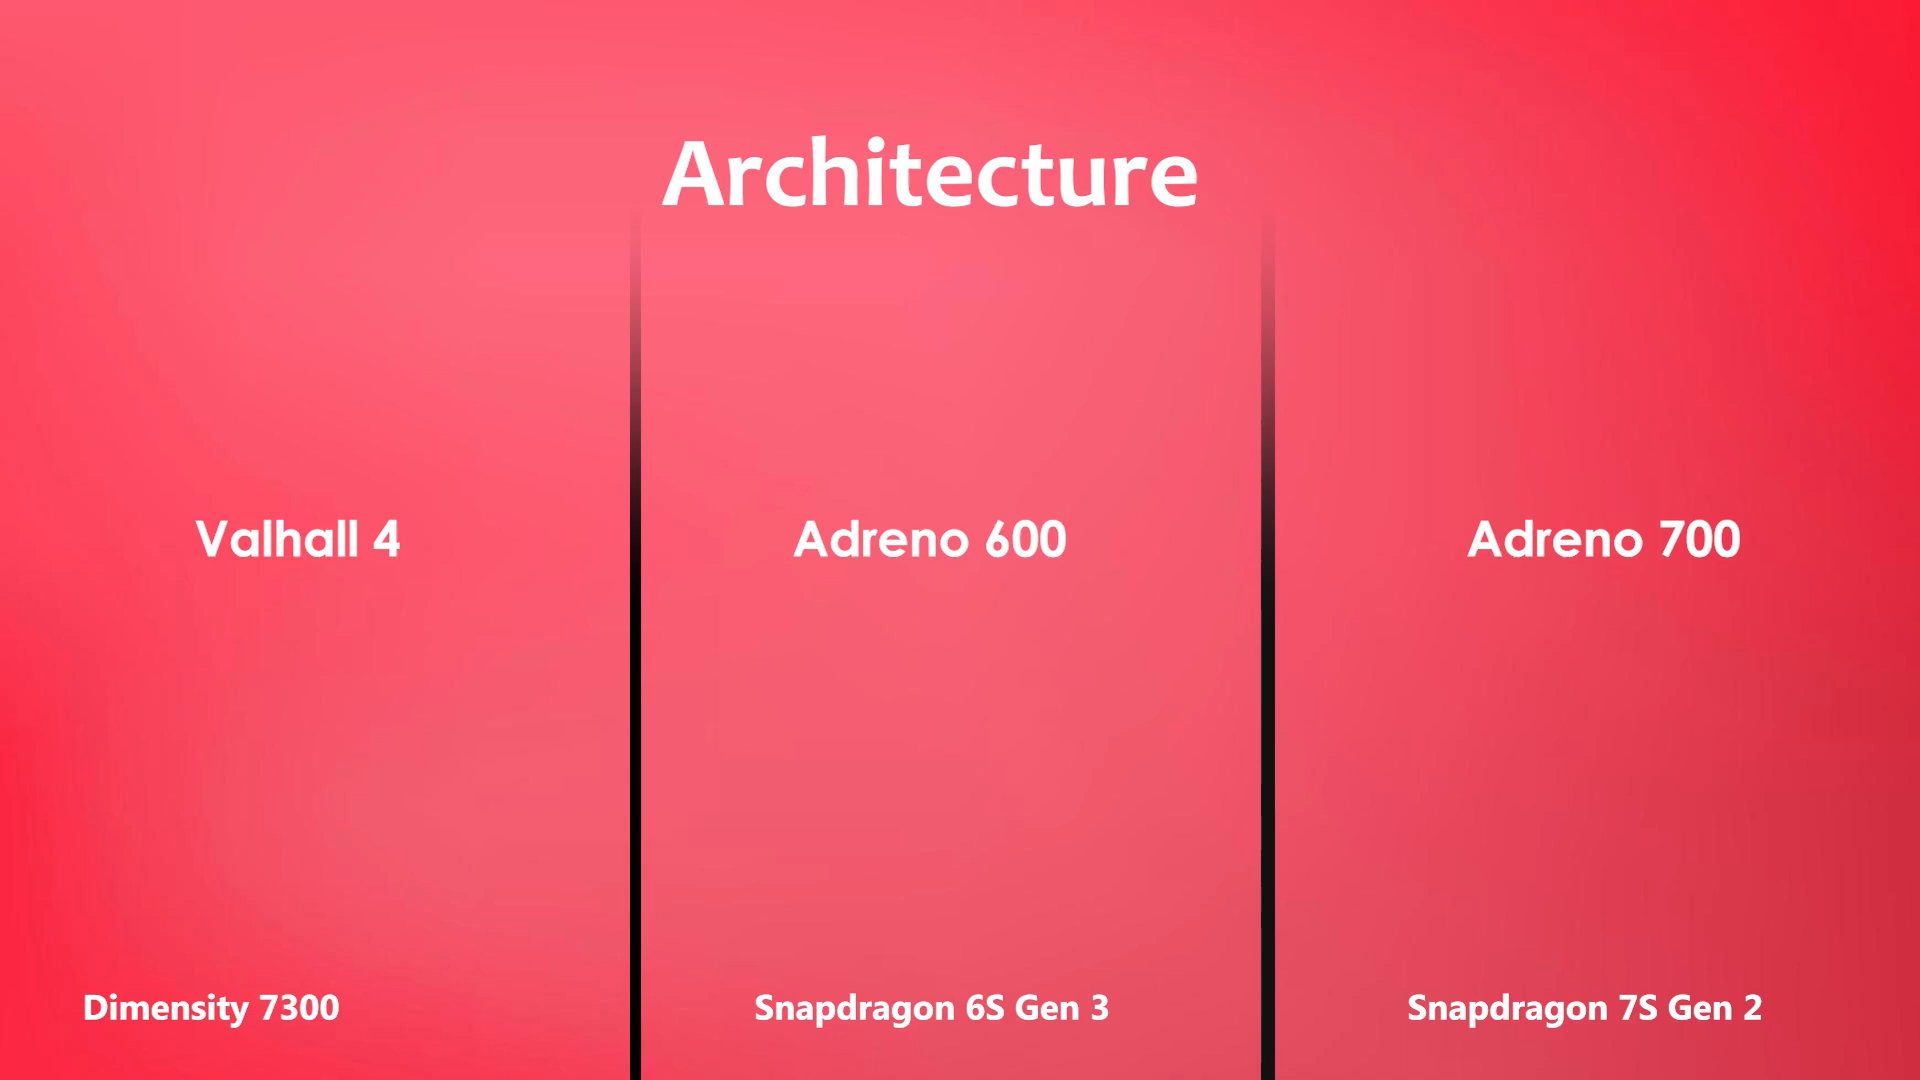 Architecture
Valhall 4
Adreno 600
Adreno 700
Dimensity 7300
Snapdragon 6S Gen 3
Snapdragon 7S Gen 2